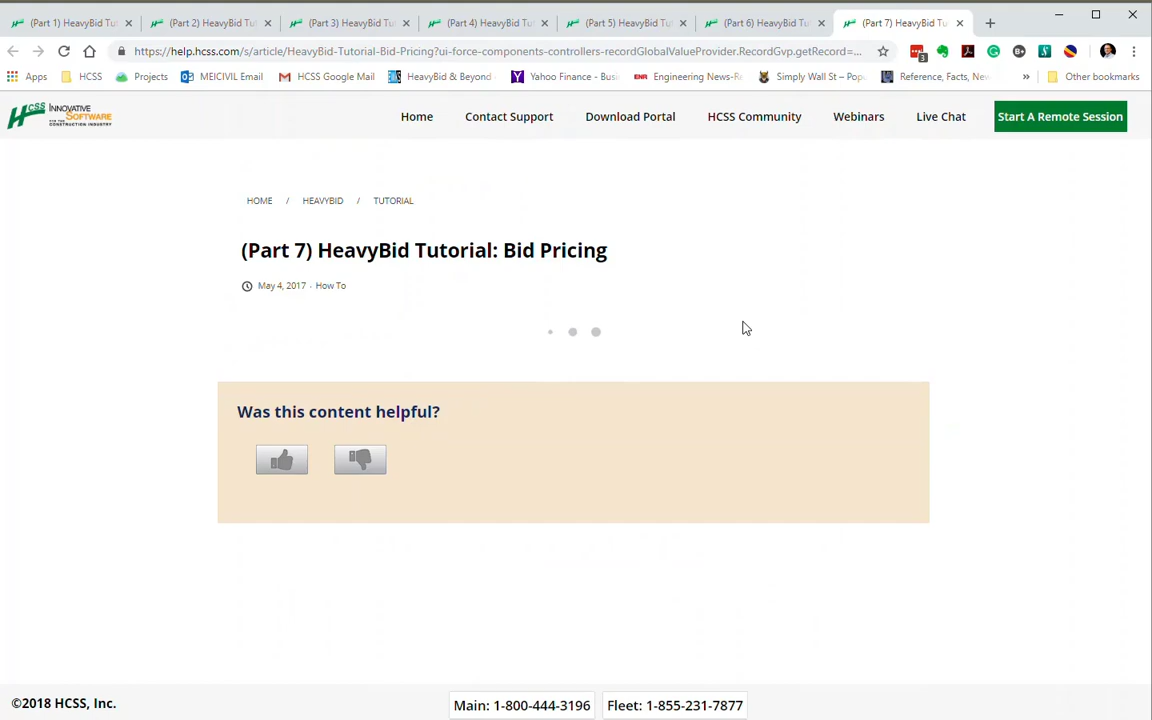 (Part 1) HeavyBid Tut
(Part 2) HeavyBid Tu
(Part 3) HeavyBid Tu
(Part 4) HeavyBid Tu
(Part 5) HeavyBid Tu
(Part 6) HeavyBid Tu
(Part 7) HeavyBid Tu
https://help.hcss.com/s/article/HeavyBid-Tutorial-Bid-Pricing?ui-force-components-controllers-recordGlobalValueProvider.RecordGvp.getRecord=...
3
B+
Apps
HCSS
Projects
MEICIVIL Email
HCSS Google Mail
HeavyBid & Beyond
Yahoo Finance - Busi
ENR
Engineering News-R
Simply Wall St – Pop
Reference, Facts, New
»
Other bookmarks
HCSS INNOVATIVE SOFTWARE
FOR THE CONSTRUCTION INDUSTRY
Home
Contact Support
Download Portal
HCSS Community
Webinars
Live Chat
Start A Remote Session
HOME / HEAVYBID / TUTORIAL
(Part 7) HeavyBid Tutorial: Bid Pricing
May 4, 2017 · How To
Was this content helpful?
©2018 HCSS, Inc.
Main: 1-800-444-3196
Fleet: 1-855-231-7877